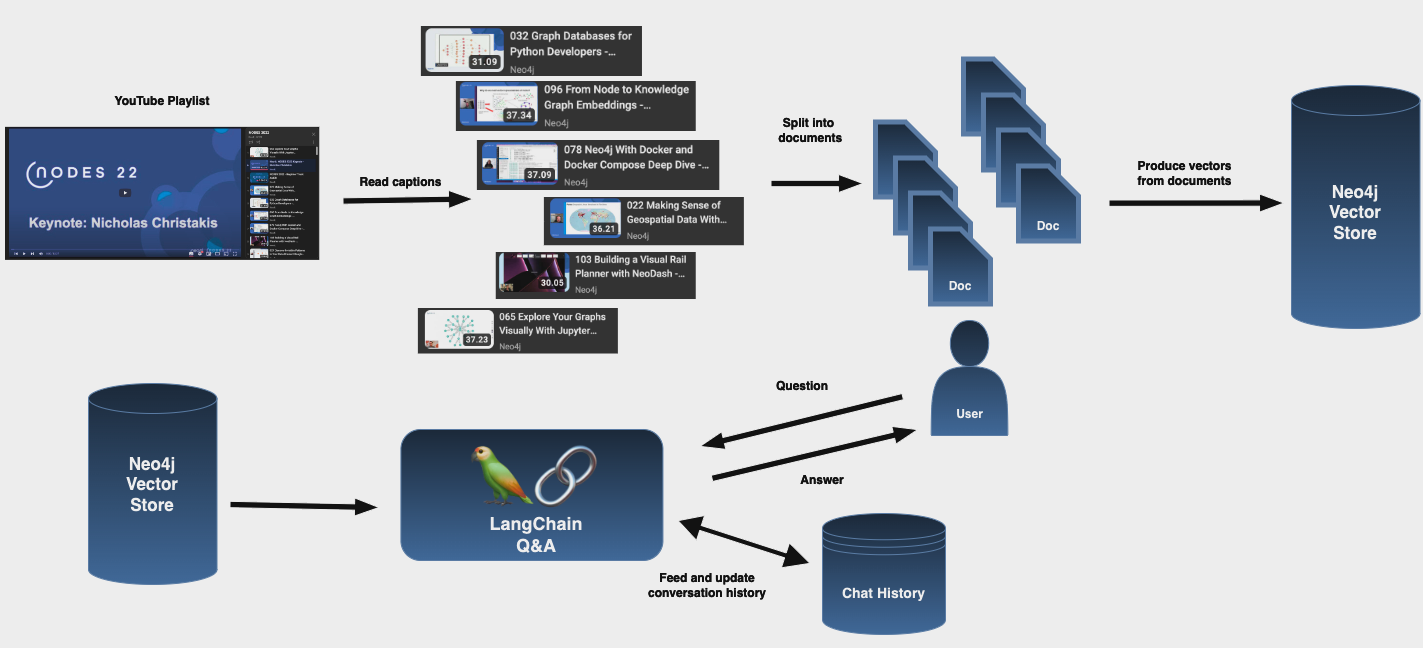 YouTube Playlist
NODES 22
Keynote: Nicholas Christakis
NODES 2022
Read captions
032 Graph Databases for
Python Developers -...
Neo4j
31.09
096 From Node to Knowledge
Graph Embeddings -...
Neo4j
37.34
078 Neo4j With Docker and
Docker Compose Deep Dive -...
Neo4j
37.09
022 Making Sense of
Geospatial Data With...
Neo4j
36.21
103 Building a Visual Rail
Planner with NeoDash -...
Neo4j
30.05
065 Explore Your Graphs
Visually With Jupyter...
Neo4j
37.23
Split into
documents
Doc
Doc
Produce vectors
from documents
Neo4j
Vector
Store
Neo4j
Vector
Store
LangChain
Q&A
Question
Answer
User
Feed and update
conversation history
Chat History